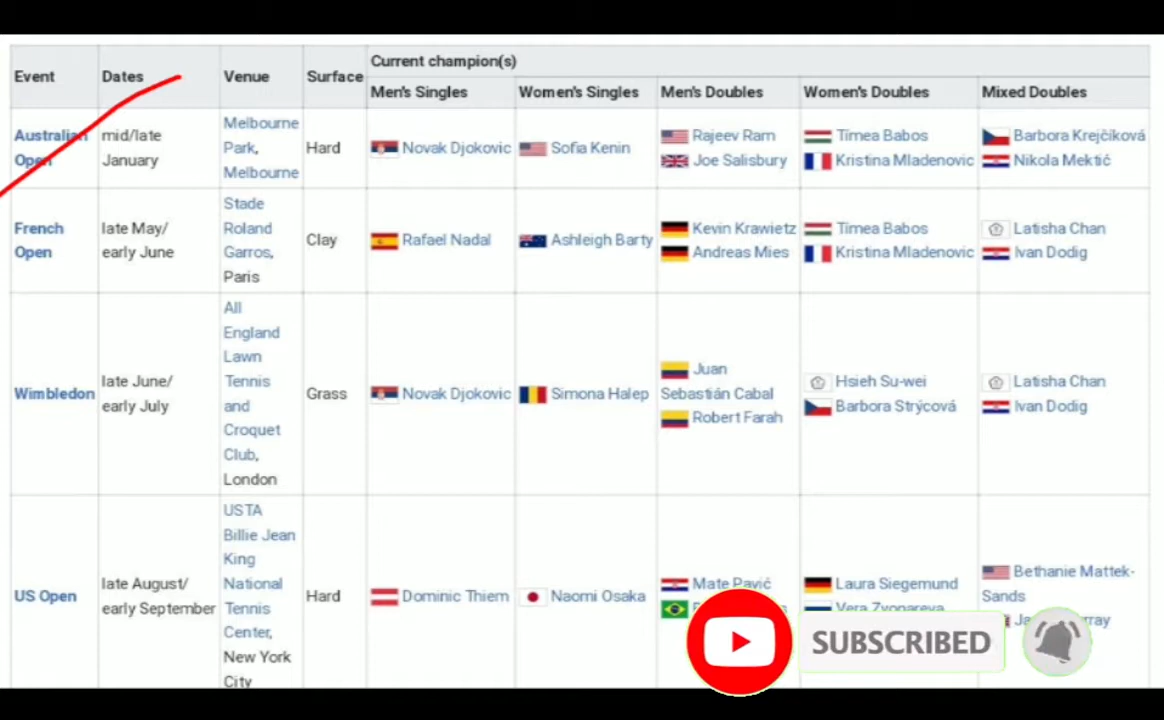 Current champion(s)
Event Dates Venue Surface
Men's Singles Women's Singles Men's Doubles Women's Doubles Mixed Doubles
Australian
Open
mid/late
January
Melbourne
Park,
Melbourne
Hard
Novak Djokovic
Sofia Kenin
Rajeev Ram
Joe Salisbury
Tímea Babos
Kristina Mladenovic
Barbora Krejčíková
Nikola Mektić
French
Open
late May/
early June
Stade
Roland
Garros,
Paris
Clay
Rafael Nadal
Ashleigh Barty
Kevin Krawietz
Andreas Mies
Tímea Babos
Kristina Mladenovic
Latisha Chan
Ivan Dodig
Wimbledon
late June/
early July
All
England
Lawn
Tennis
and
Croquet
Club,
London
Grass
Novak Djokovic
Simona Halep
Juan
Sebastián Cabal
Robert Farah
Hsieh Su-wei
Barbora Strýcová
Latisha Chan
Ivan Dodig
US Open
late August/
early September
USTA
Billie Jean
King
National
Tennis
Center,
New York
City
Hard
Dominic Thiem
Naomi Osaka
Mate Pavić
Laura Siegemund
Vera Zvonareva
Bethanie Mattek-
Sands
SUBSCRIBED